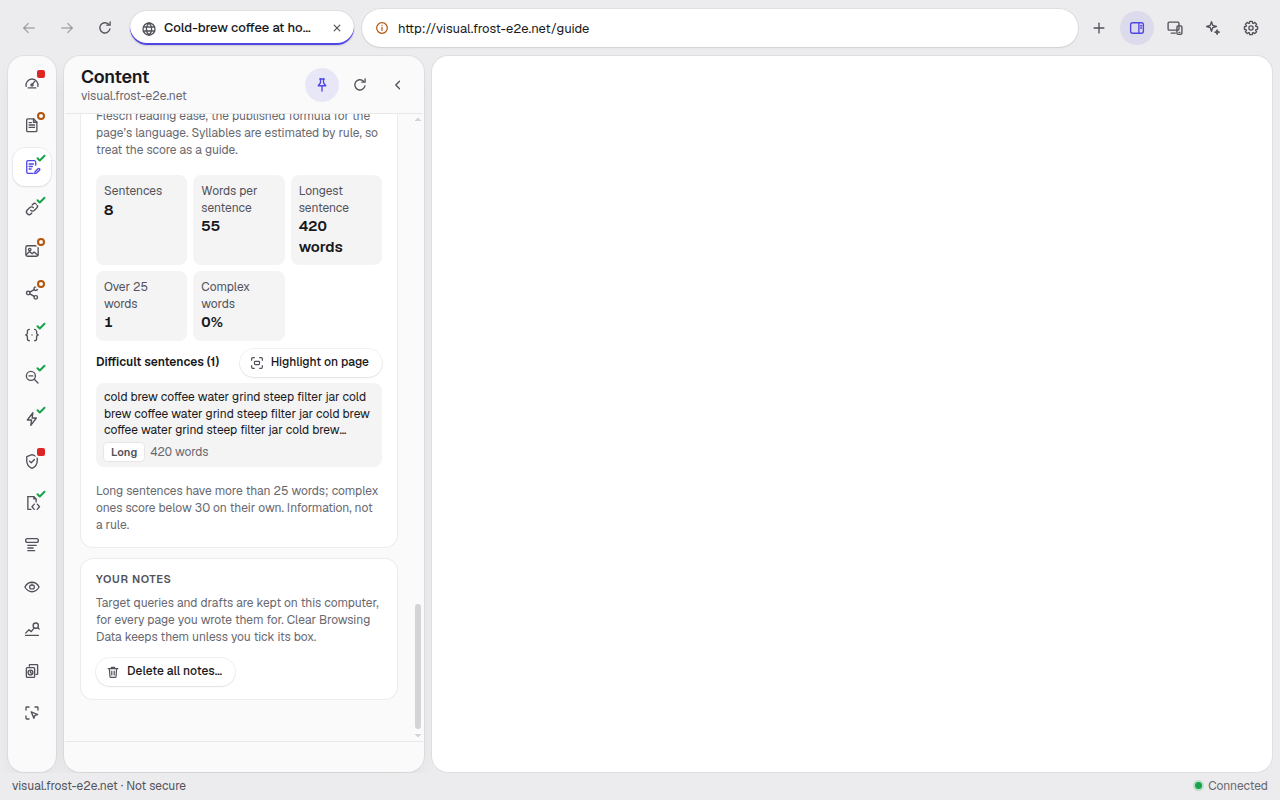 Cold-brew coffee at ho...
http://visual.frost-e2e.net/guide
Content
visual.frost-e2e.net
Flesch reading ease, the published formula for the
page's language. Syllables are estimated by rule, so
treat the score as a guide.
Sentences
8
Words per
sentence
55
Longest
sentence
420
words
Over 25
words
1
Complex
words
0%
Difficult sentences (1)
Highlight on page
cold brew coffee water grind steep filter jar cold
brew coffee water grind steep filter jar cold brew
coffee water grind steep filter jar cold brew...
Long
420 words
Long sentences have more than 25 words; complex
ones score below 30 on their own. Information, not
a rule.
YOUR NOTES
Target queries and drafts are kept on this computer,
for every page you wrote them for. Clear Browsing
Data keeps them unless you tick its box.
Delete all notes...
visual.frost-e2e.net · Not secure
Connected